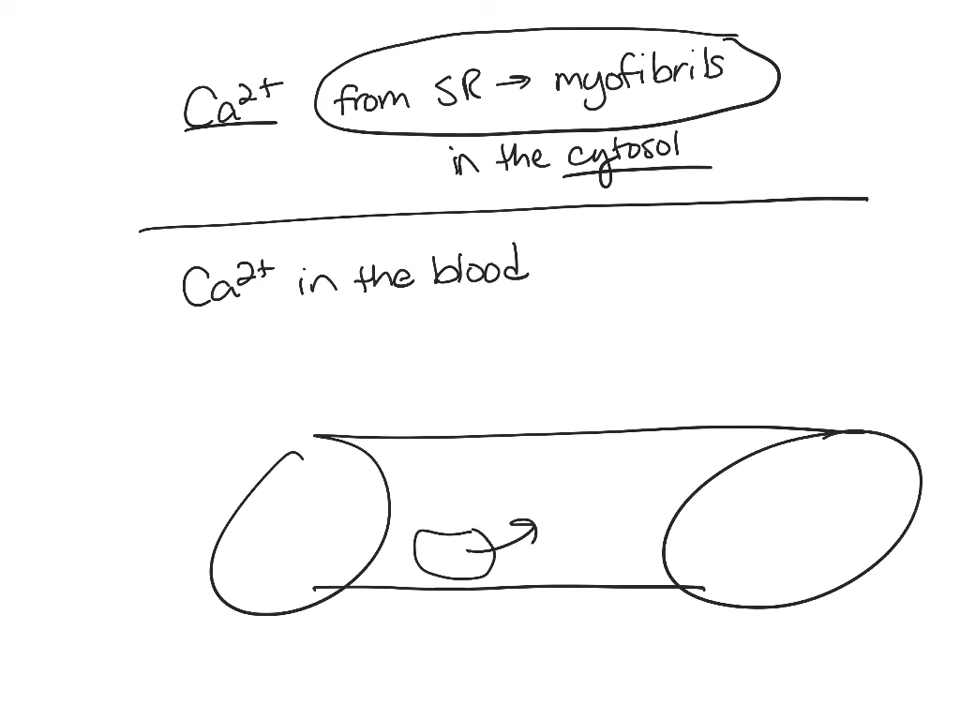 Ca²⁺ from SR → myofibrils
in the cytosol
Ca²⁺ in the blood